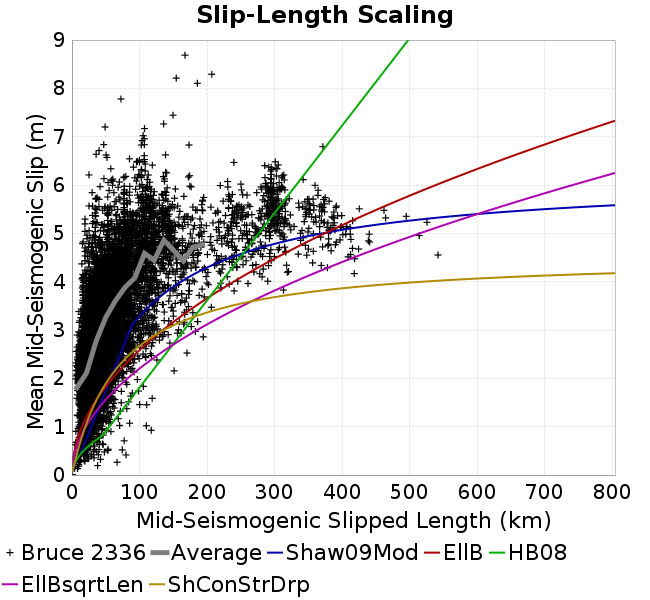 Slip-Length Scaling
Mean Mid-Seismogenic Slip (m)
9
8
7
6
5
4
3
2
1
0
0 100 200 300 400 500 600 700 800
Mid-Seismogenic Slipped Length (km)
Bruce 2336 Average Shaw09Mod EllB HB08
EllBsqrtLen ShConStrDrp